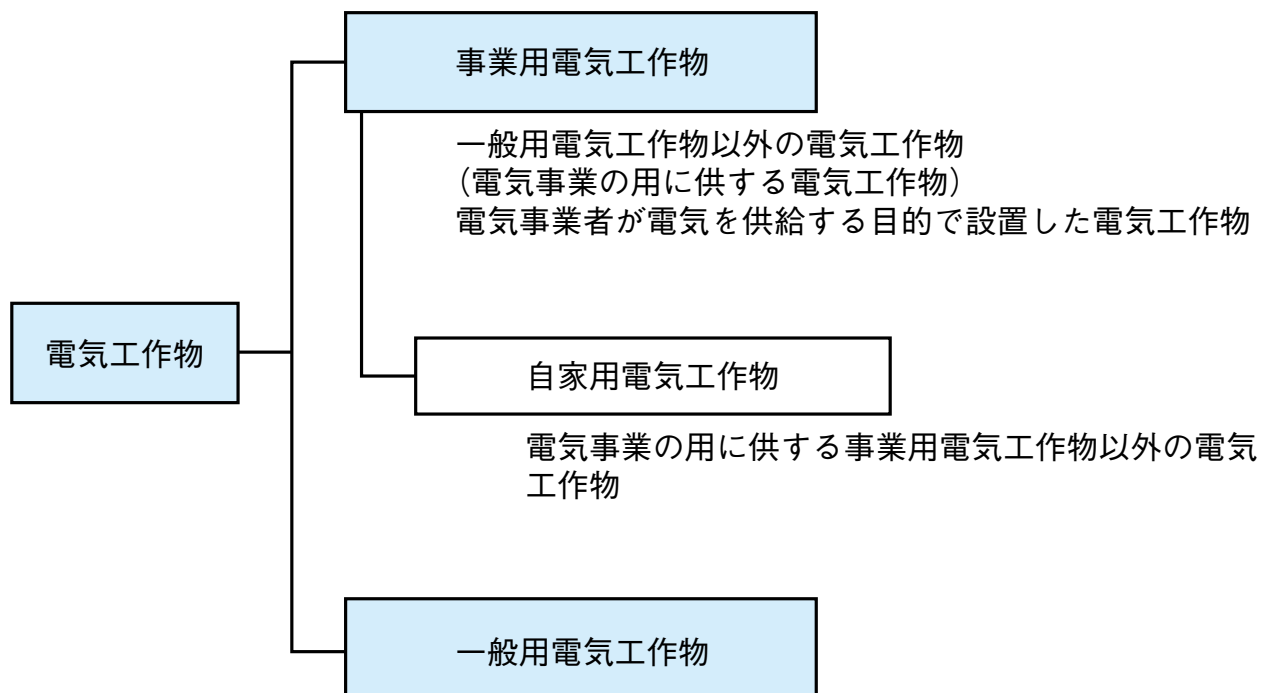 事業用電気工作物
一般用電気工作物以外の電気工作物
（電気事業の用に供する電気工作物）
電気事業者が電気を供給する目的で設置した電気工作物
電気工作物
自家用電気工作物
電気事業の用に供する事業用電気工作物以外の電気
工作物
一般用電気工作物